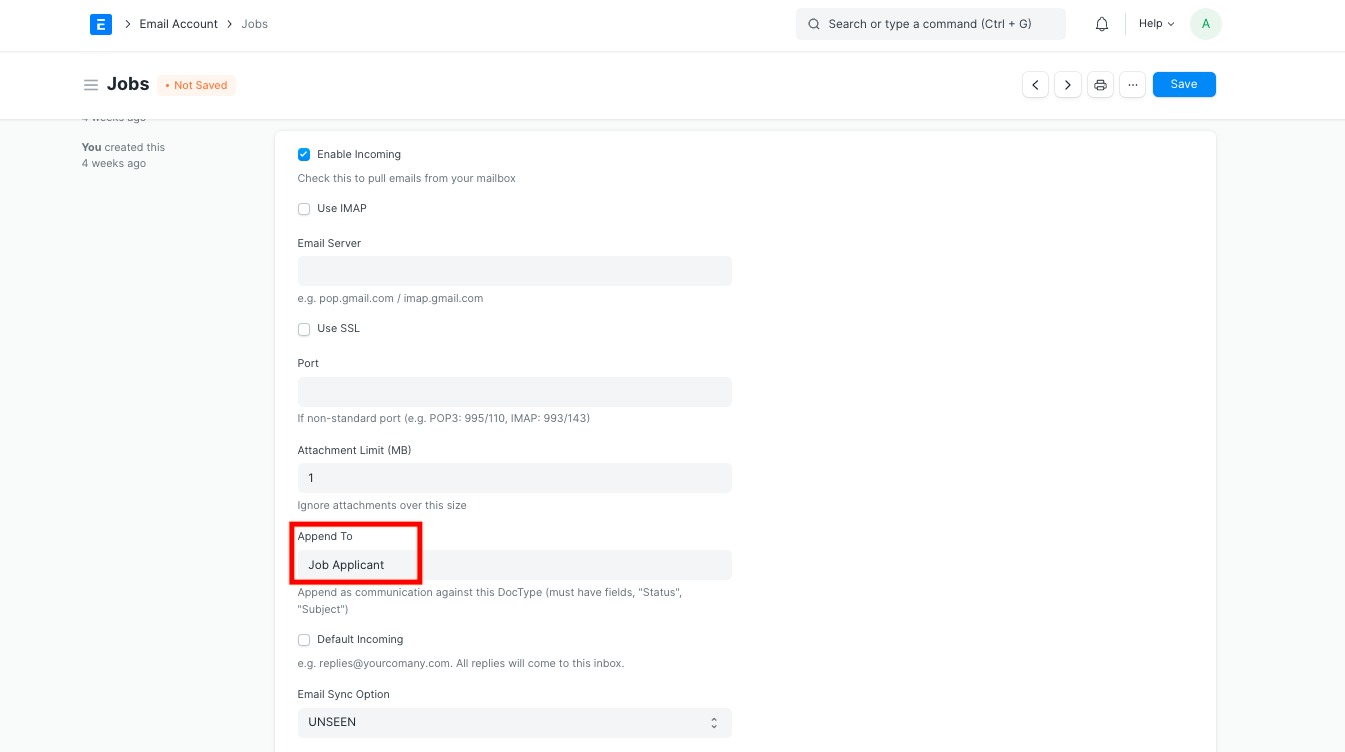 E
Email Account
Jobs
Search or type a command (Ctrl + G)
Help
A
Jobs
• Not Saved
...
Save
4 weeks ago
You created this
4 weeks ago
Enable Incoming
Check this to pull emails from your mailbox
Use IMAP
Email Server
e.g. pop.gmail.com / imap.gmail.com
Use SSL
Port
If non-standard port (e.g. POP3: 995/110, IMAP: 993/143)
Attachment Limit (MB)
1
Ignore attachments over this size
Append To
Job Applicant
Append as communication against this DocType (must have fields, "Status",
"Subject")
Default Incoming
e.g. replies@yourcomany.com. All replies will come to this inbox.
Email Sync Option
UNSEEN